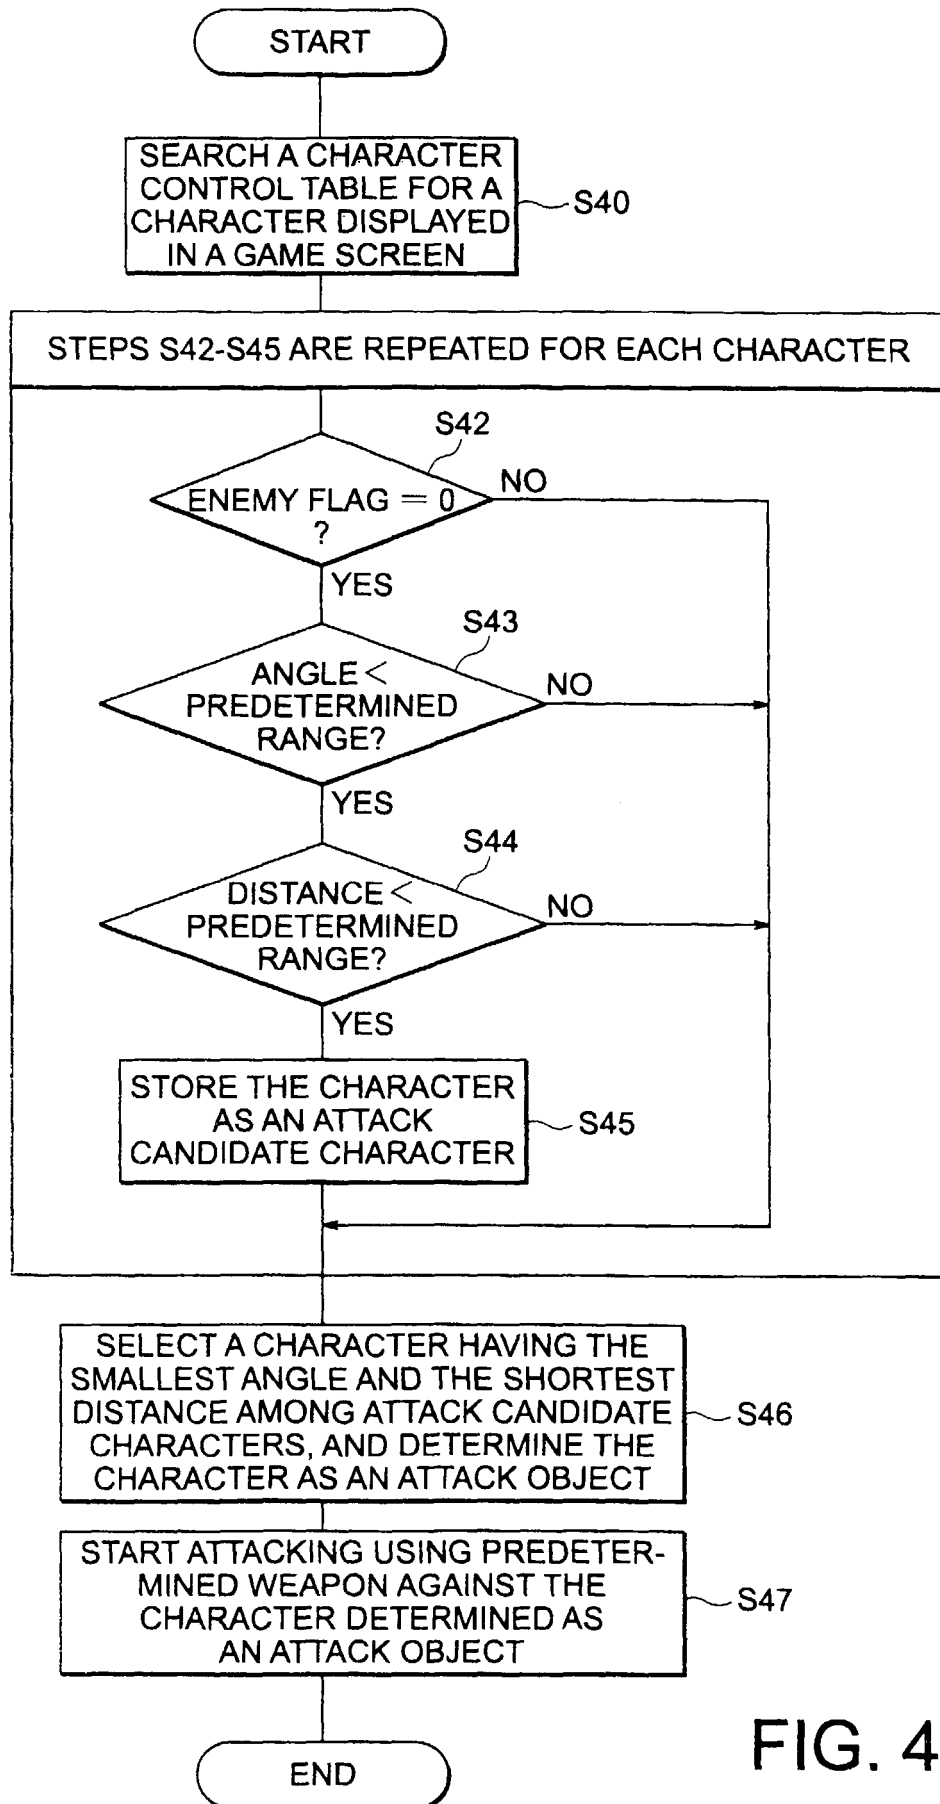 START
SEARCH A CHARACTER
CONTROL TABLE FOR A
CHARACTER DISPLAYED
IN A GAME SCREEN
S40
STEPS S42-S45 ARE REPEATED FOR EACH CHARACTER
S42
ENEMY FLAG = 0
?
NO
YES
S43
ANGLE <
PREDETERMINED
RANGE?
NO
YES
S44
DISTANCE <
PREDETERMINED
RANGE?
NO
YES
STORE THE CHARACTER
AS AN ATTACK
CANDIDATE CHARACTER
S45
SELECT A CHARACTER HAVING THE
SMALLEST ANGLE AND THE SHORTEST
DISTANCE AMONG ATTACK CANDIDATE
CHARACTERS, AND DETERMINE THE
CHARACTER AS AN ATTACK OBJECT
S46
START ATTACKING USING PREDETER-
MINED WEAPON AGAINST THE
CHARACTER DETERMINED AS
AN ATTACK OBJECT
S47
END
FIG. 4